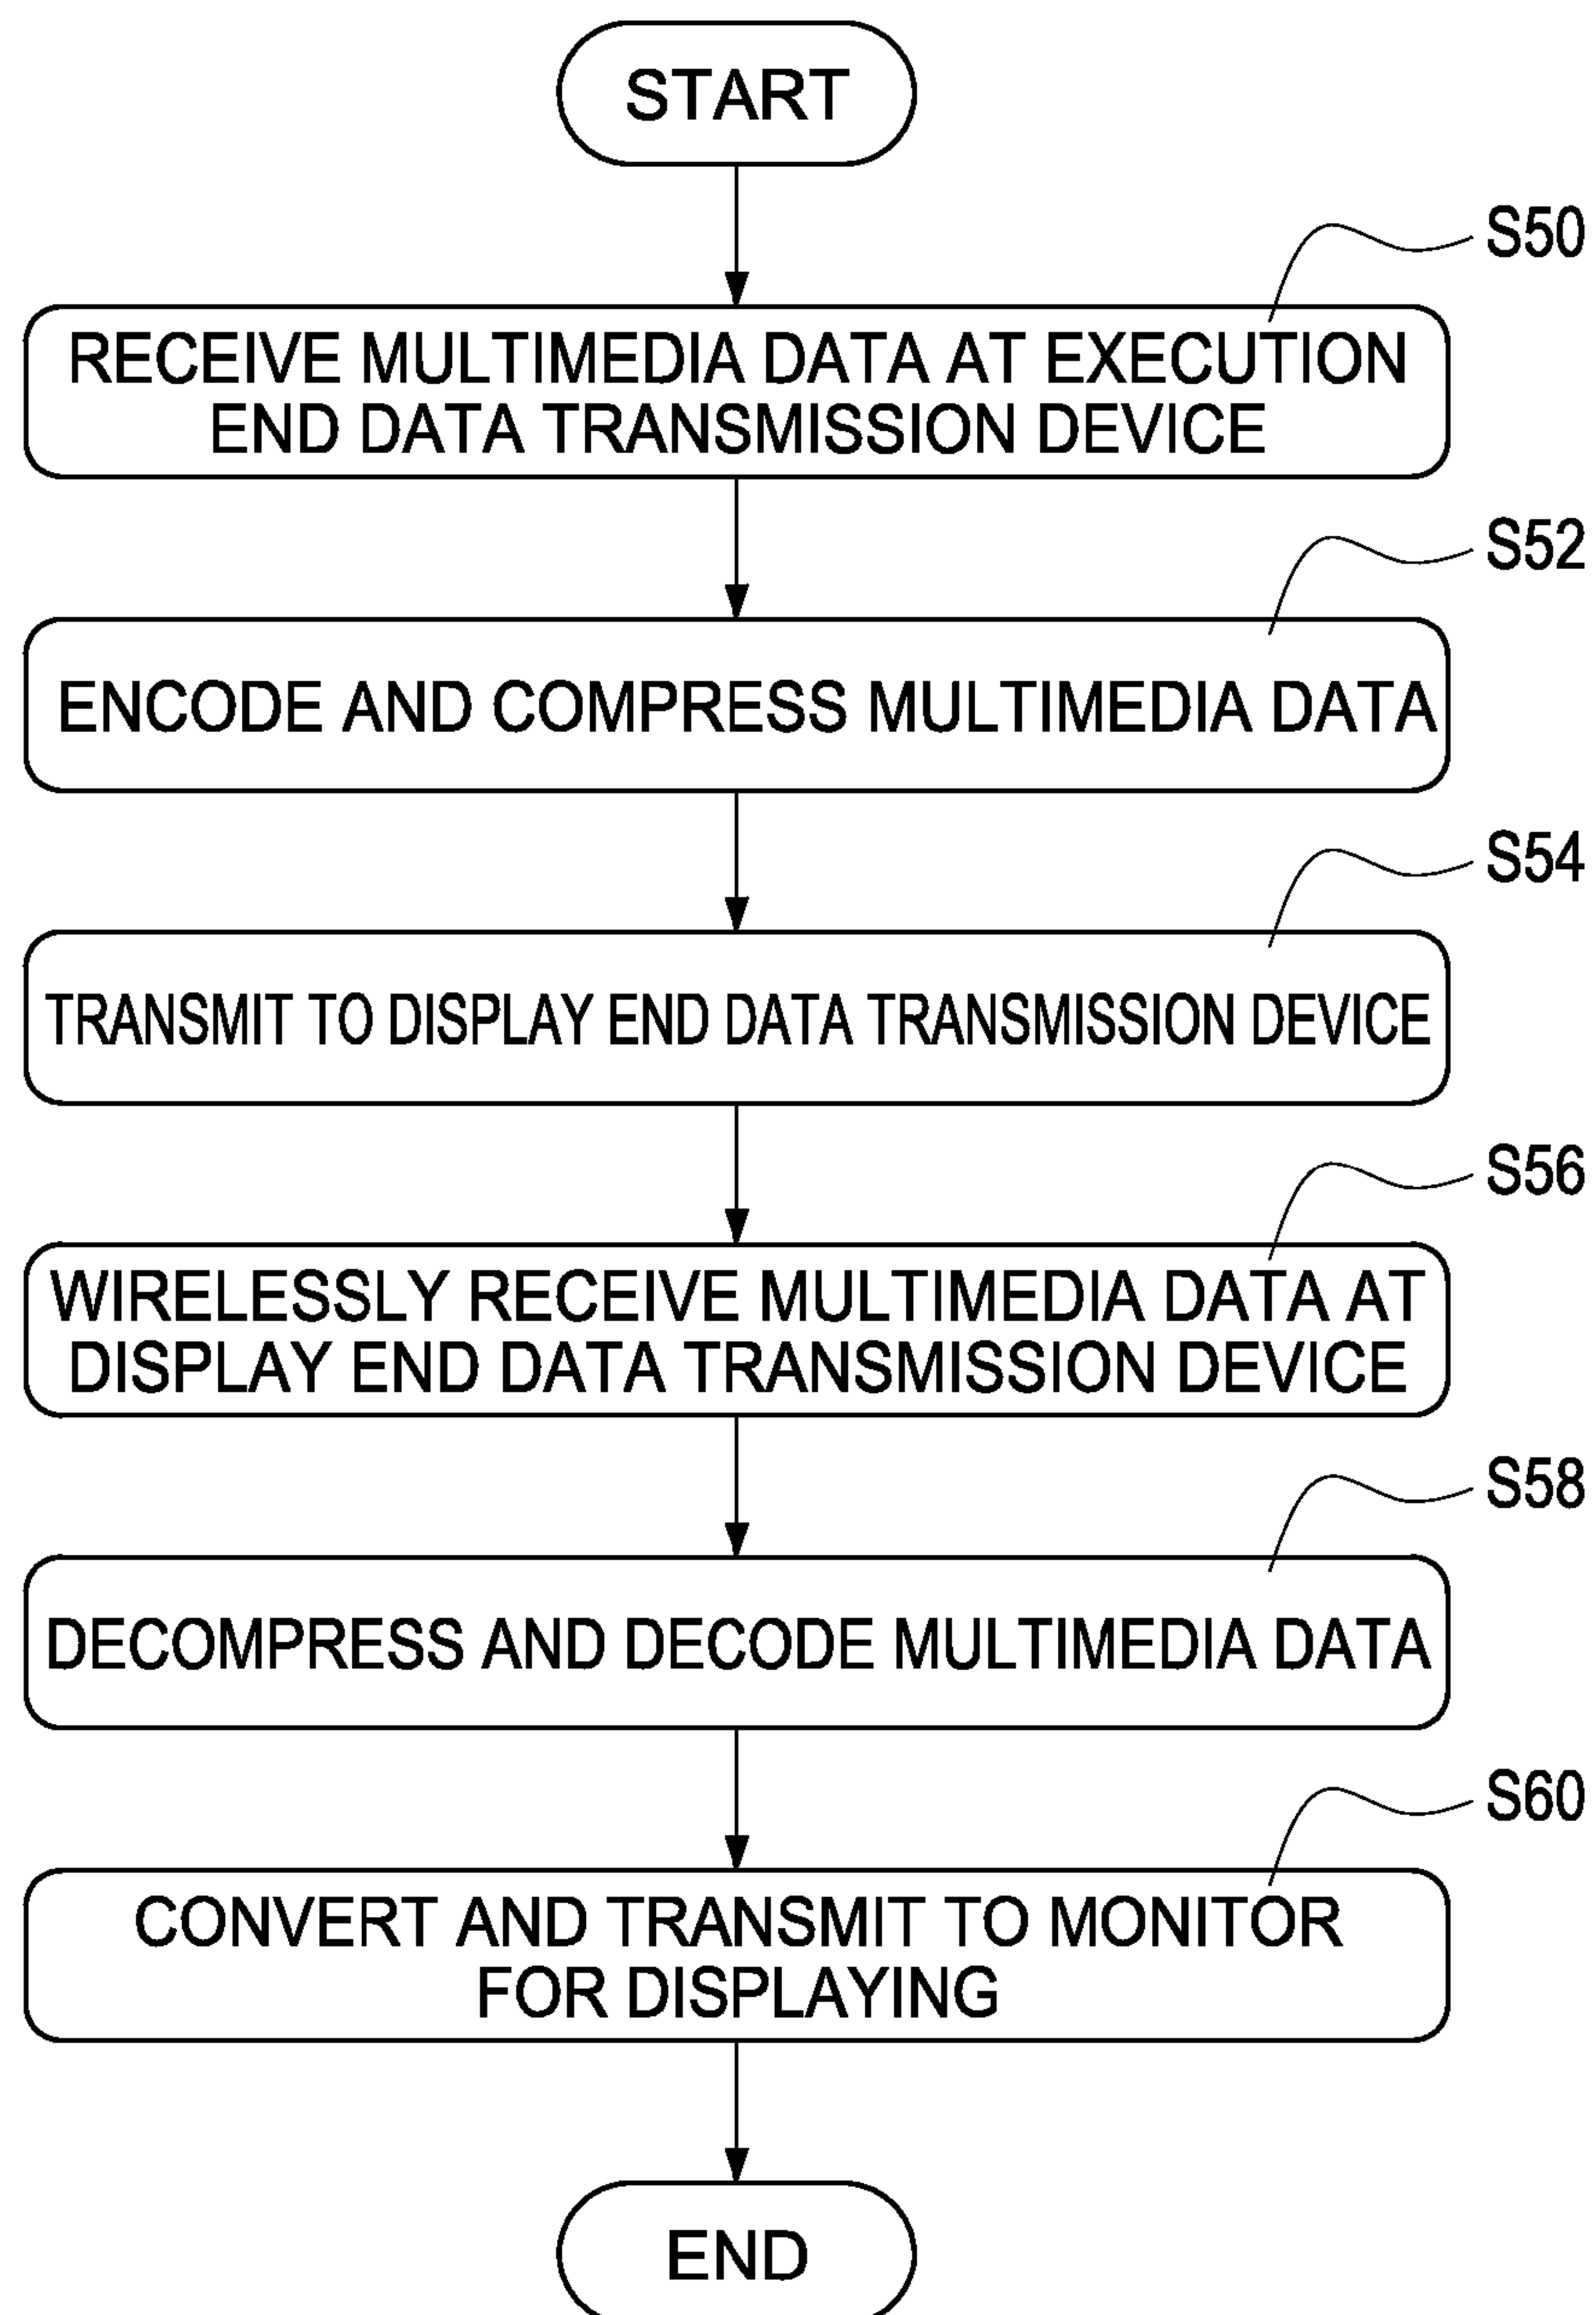 START
S50
RECEIVE MULTIMEDIA DATA AT EXECUTION
END DATA TRANSMISSION DEVICE
S52
ENCODE AND COMPRESS MULTIMEDIA DATA
S54
TRANSMIT TO DISPLAY END DATA TRANSMISSION DEVICE
S56
WIRELESSLY RECEIVE MULTIMEDIA DATA AT
DISPLAY END DATA TRANSMISSION DEVICE
S58
DECOMPRESS AND DECODE MULTIMEDIA DATA
S60
CONVERT AND TRANSMIT TO MONITOR
FOR DISPLAYING
END